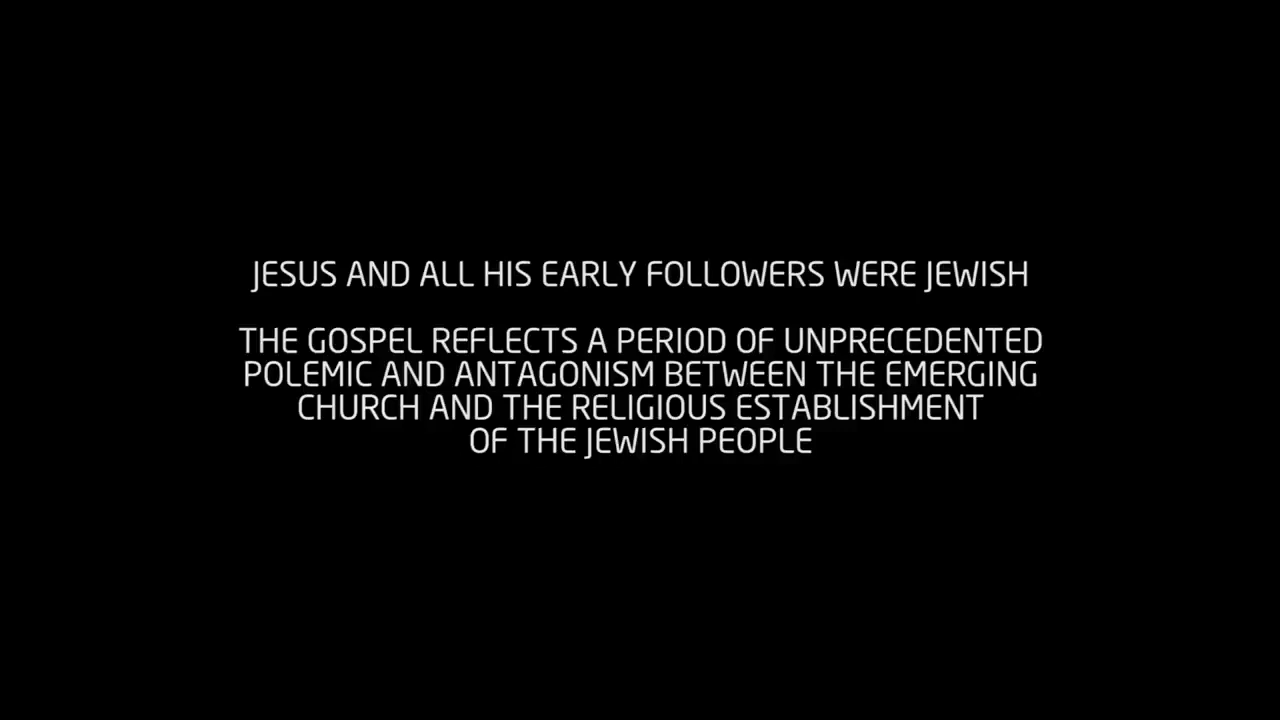 JESUS AND ALL HIS EARLY FOLLOWERS WERE JEWISH
THE GOSPEL REFLECTS A PERIOD OF UNPRECEDENTED
POLEMIC AND ANTAGONISM BETWEEN THE EMERGING
CHURCH AND THE RELIGIOUS ESTABLISHMENT
OF THE JEWISH PEOPLE